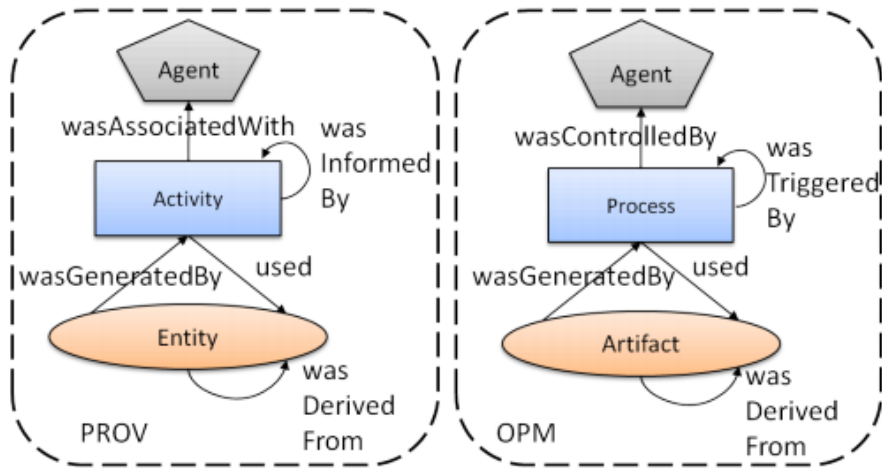 Agent
wasAssociatedWith
was
Informed
By
Activity
wasGeneratedBy
used
Entity
was
Derived
From
PROV
Agent
wasControlledBy
was
Triggered
By
Process
wasGeneratedBy
used
Artifact
was
Derived
From
OPM